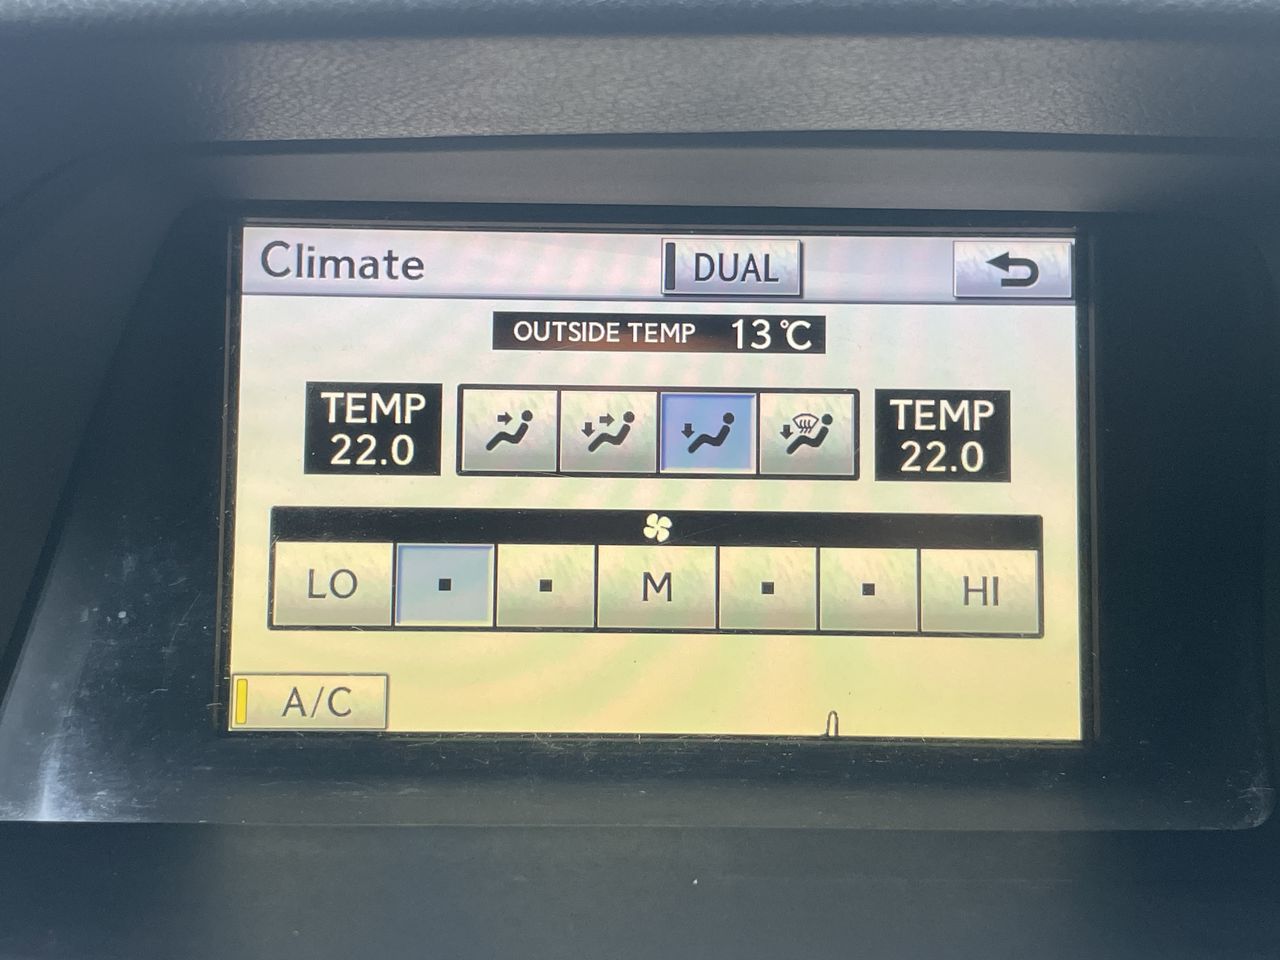 Climate
DUAL
OUTSIDE TEMP 13℃
TEMP
22.0
TEMP
22.0
LO
M
HI
A/C